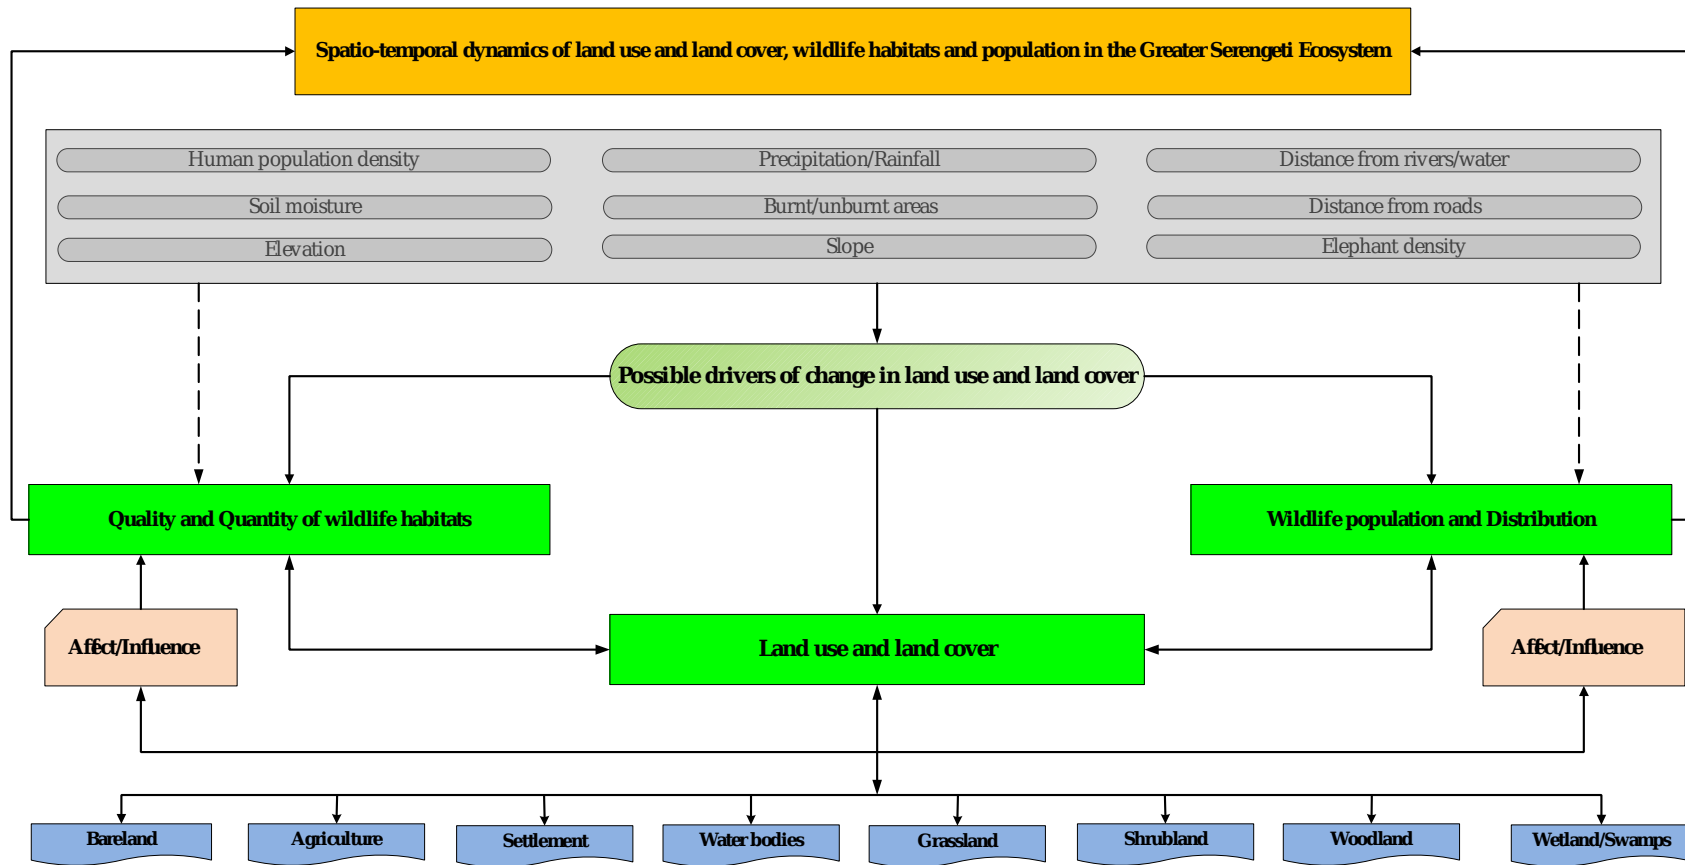 Spatio-temporal dynamics of land use and land cover, wildlife habitats and population in the Greater Serengeti Ecosystem
Human population density
Precipitation/Rainfall
Distance from rivers/water
Soil moisture
Burnt/unburnt areas
Distance from roads
Elevation
Slope
Elephant density
Possible drivers of change in land use and land cover
Quality and Quantity of wildlife habitats
Wildlife population and Distribution
Affect/Influence
Land use and land cover
Affect/Influence
Bareland
Agriculture
Settlement
Water bodies
Grassland
Shrubland
Woodland
Wetland/Swamps